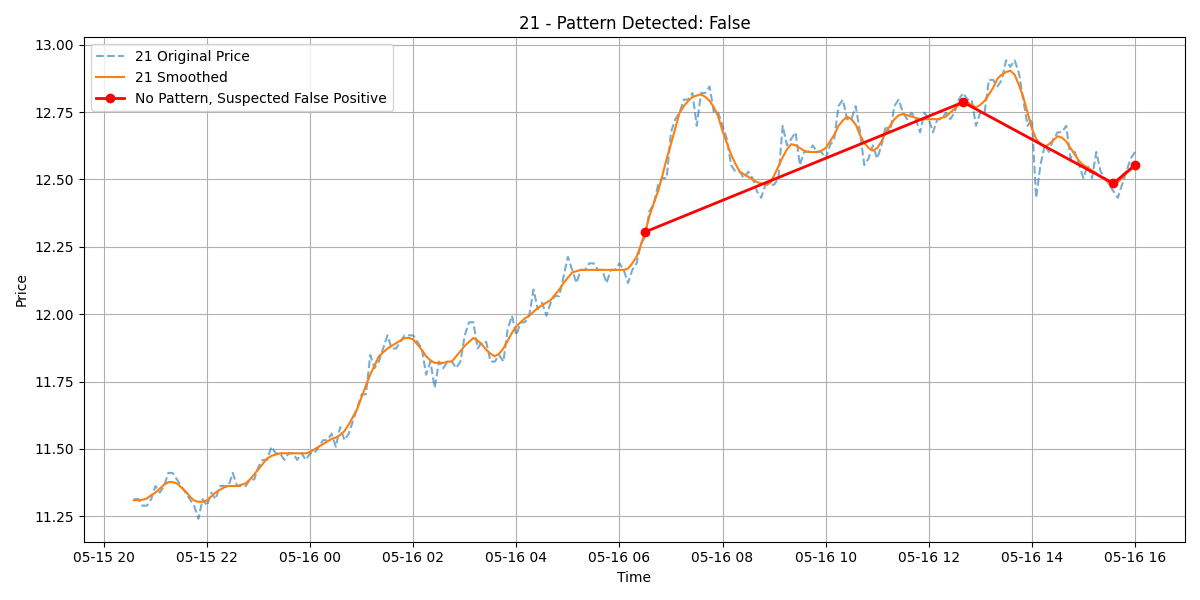 21 - Pattern Detected: False
21 Original Price
21 Smoothed
No Pattern, Suspected False Positive
Price
13.00
12.75
12.50
12.25
12.00
11.75
11.50
11.25
05-15 20 05-15 22 05-16 00 05-16 02 05-16 04 05-16 06 05-16 08 05-16 10 05-16 12 05-16 14 05-16 16
Time